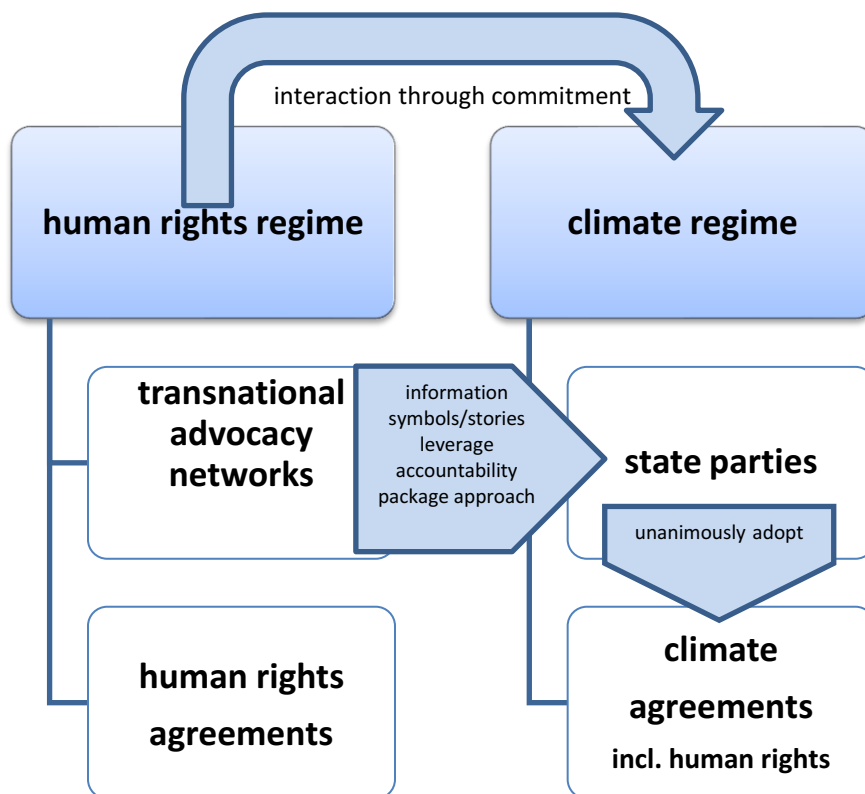 interaction through commitment
human rights regime
climate regime
transnational
advocacy
networks
information
symbols/stories
leverage
accountability
package approach
state parties
unanimously adopt
human rights
agreements
climate
agreements
incl. human rights